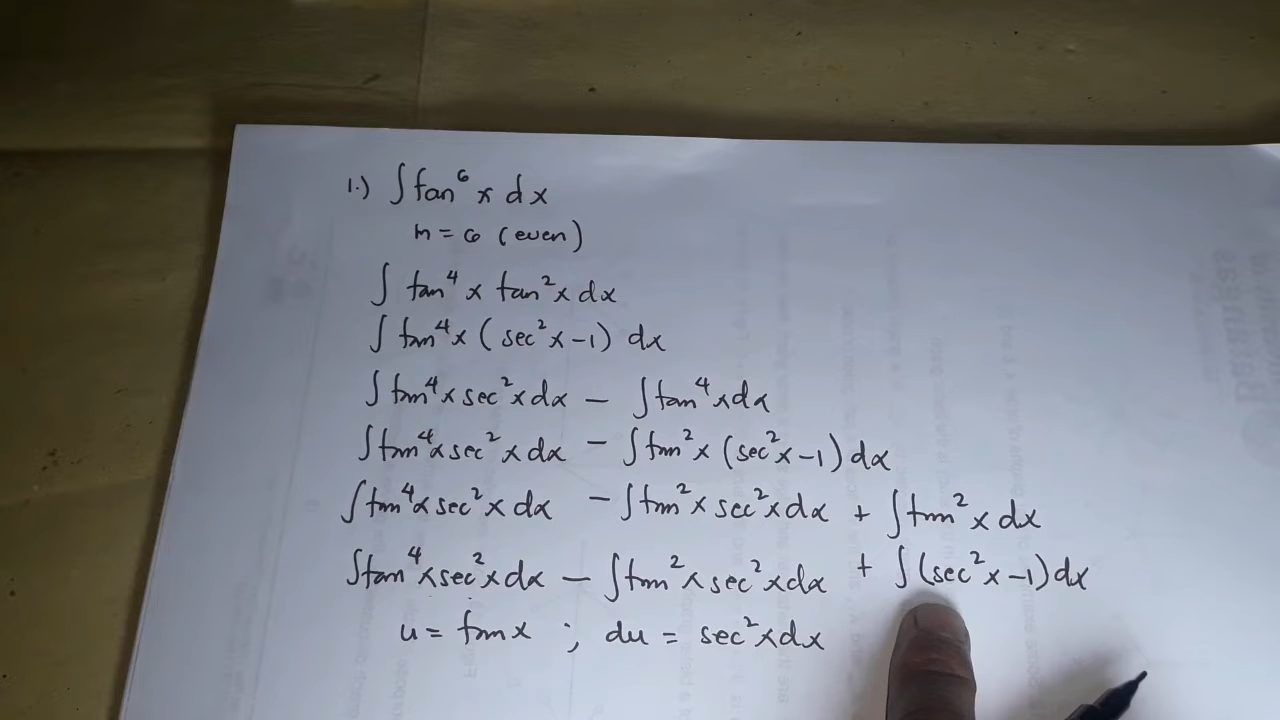 1.) ∫ tan⁶ x dx
n = 6 (even)
∫ tan⁴ x tan² x dx
∫ tan⁴ x (sec² x − 1) dx
∫ tan⁴ x sec² x dx − ∫ tan⁴ x dx
∫ tan⁴ x sec² x dx − ∫ tan² x (sec² x − 1) dx
∫ tan⁴ x sec² x dx − ∫ tan² x sec² x dx + ∫ tan² x dx
∫ tan⁴ x sec² x dx − ∫ tan² x sec² x dx + ∫ (sec² x − 1) dx
u = tan x ; du = sec² x dx